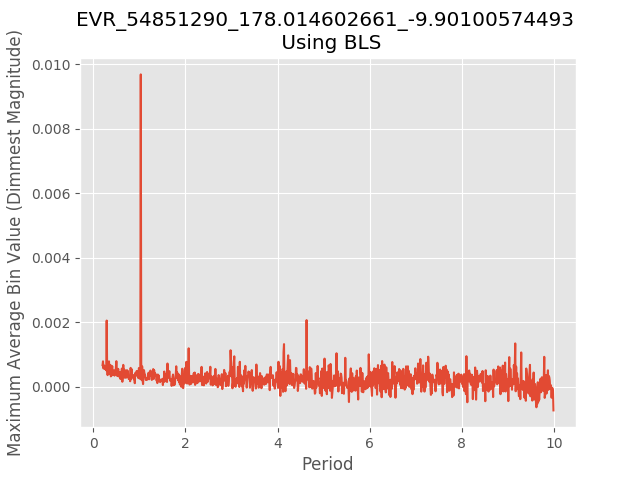 EVR_54851290_178.014602661_-9.90100574493
Using BLS
Maximum Average Bin Value (Dimmest Magnitude)
0.010
0.008
0.006
0.004
0.002
0.000
0 2 4 6 8 10
Period